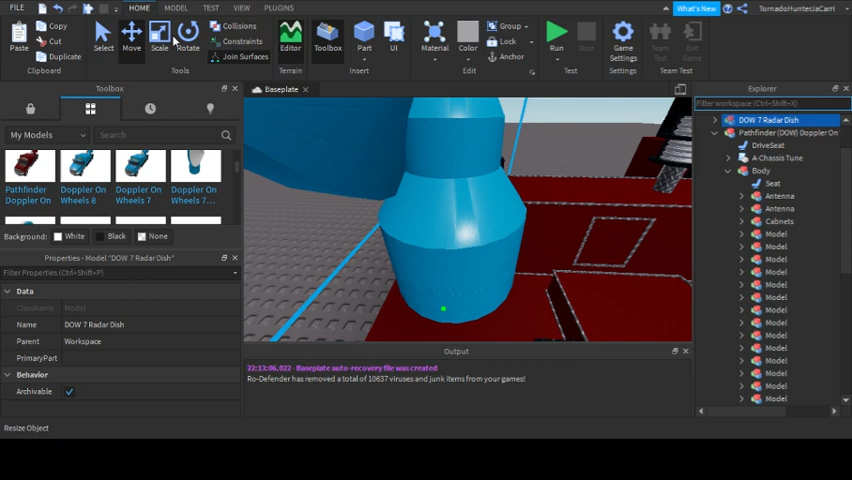 FILE HOME MODEL TEST VIEW PLUGINS What's New TornadoHunterJaCarri
Paste Copy Cut Duplicate Clipboard
Select Move Scale Rotate Collisions Constraints Join Surfaces Tools
Editor Terrain
Toolbox Part UI Insert
Material Color Group Lock Anchor Edit
Run Test
Game Settings Settings
Team Test Exit Game Team Test
Toolbox
My Models Search
Pathfinder Doppler On
Doppler On Wheels 8
Doppler On Wheels 7
Doppler On Wheels 7...
Background: White Black None
Properties - Model "DOW 7 Radar Dish"
Filter Properties (Ctrl+Shift+P)
Data
ClassName Model
Name DOW 7 Radar Dish
Parent Workspace
PrimaryPart
Behavior
Archivable
Baseplate
Output
22:13:06.022 - Baseplate auto-recovery file was created
Ro-Defender has removed a total of 10637 viruses and junk items from your games!
Explorer
Filter workspace (Ctrl+Shift+X)
DOW 7 Radar Dish
Pathfinder (DOW) Doppler On
DriveSeat
A-Chassis Tune
Body
Seat
Antenna
Antenna
Cabnets
Model
Model
Model
Model
Model
Model
Model
Model
Model
Model
Model
Model
Model
Model
Resize Object